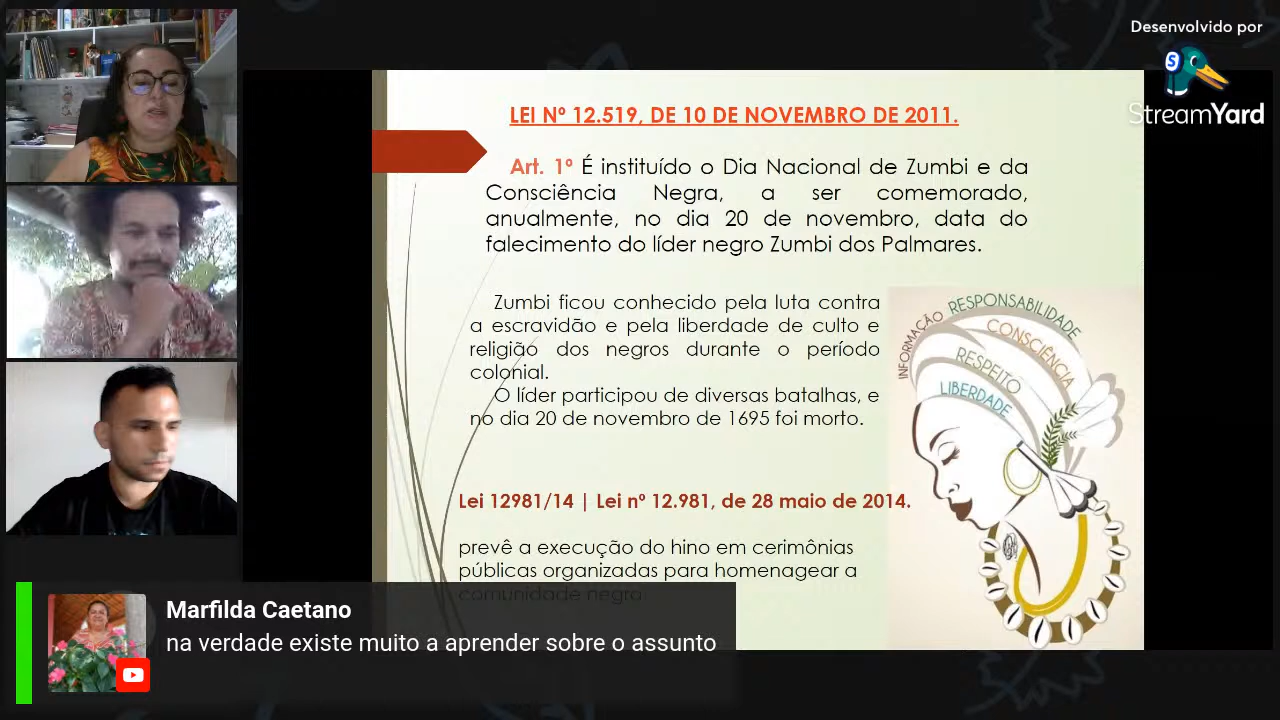 Desenvolvido por
S
StreamYard
LEI Nº 12.519, DE 10 DE NOVEMBRO DE 2011.
Art. 1º É instituído o Dia Nacional de Zumbi e da
Consciência Negra, a ser comemorado,
anualmente, no dia 20 de novembro, data do
falecimento do líder negro Zumbi dos Palmares.
Zumbi ficou conhecido pela luta contra
a escravidão e pela liberdade de culto e
religião dos negros durante o período
colonial.
O líder participou de diversas batalhas, e
no dia 20 de novembro de 1695 foi morto.
INFORMAÇÃO
RESPONSABILIDADE
CONSCIÊNCIA
RESPEITO
LIBERDADE
Lei 12981/14 | Lei nº 12.981, de 28 maio de 2014.
prevê a execução do hino em cerimônias
públicas organizadas para homenagear a
comunidade negra
Marfilda Caetano
na verdade existe muito a aprender sobre o assunto